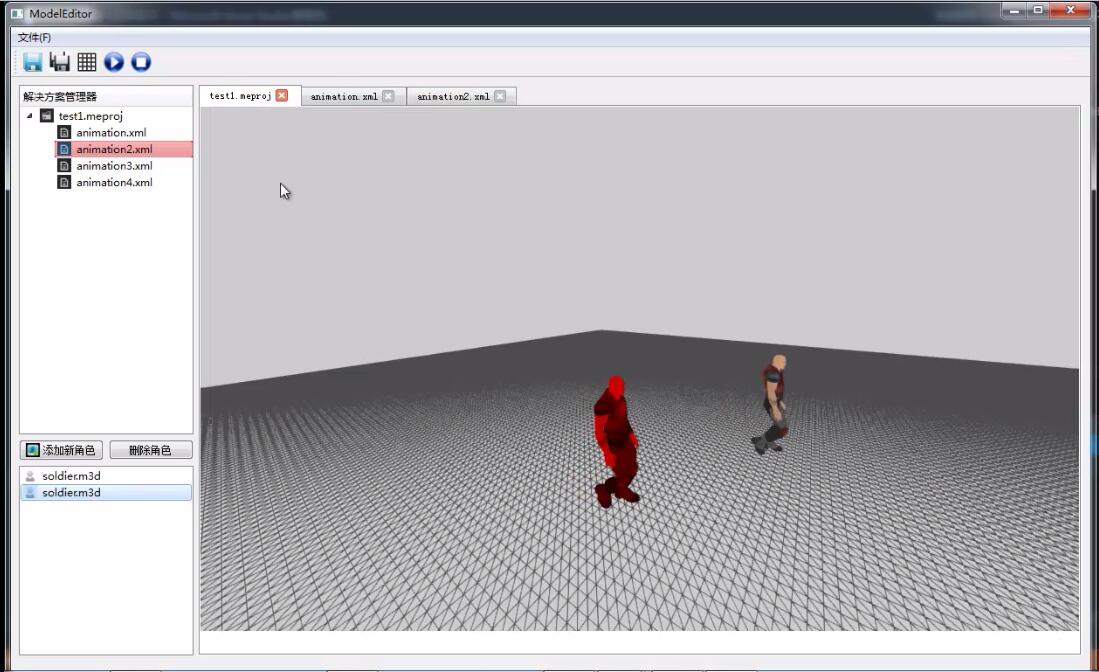 ModelEditor
文件(F)
解决方案管理器
test1.meproj
animation.xml
animation2.xml
animation3.xml
animation4.xml
test1.meproj
animation.xml
animation2.xml
添加新角色
删除角色
soldier.m3d
soldier.m3d